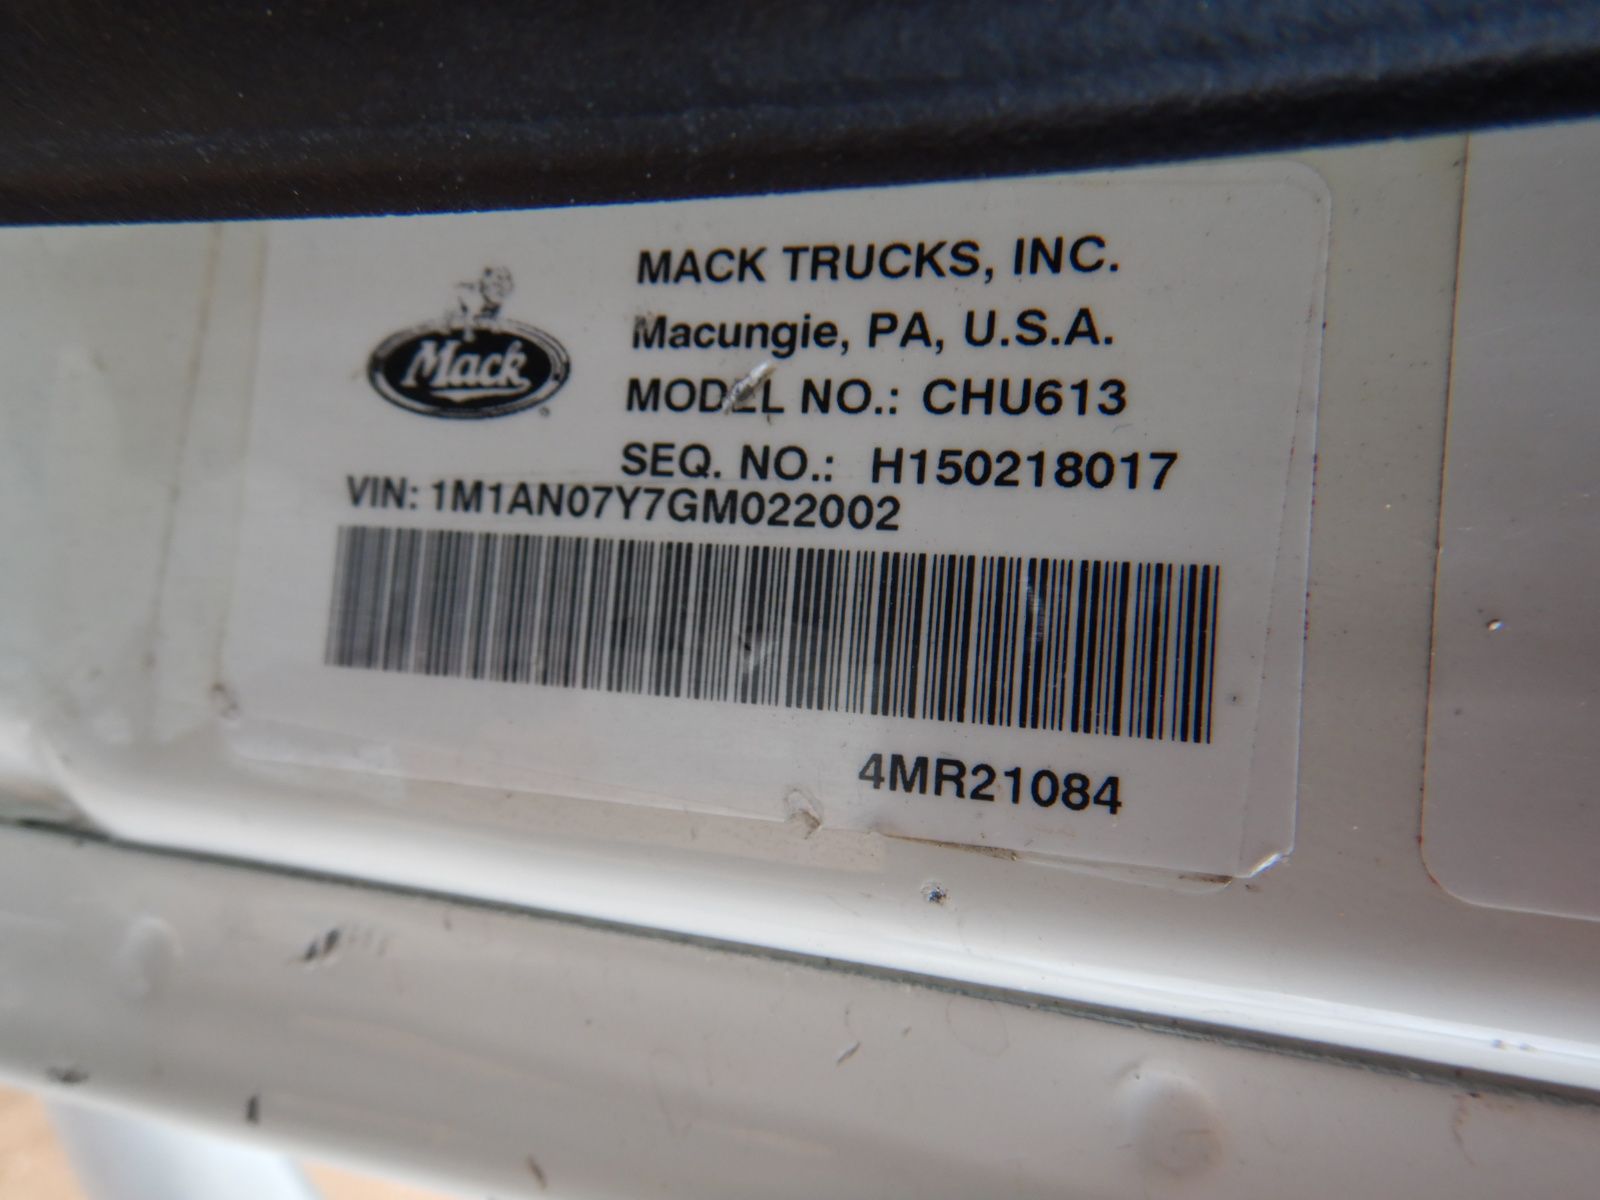 Mack
MACK TRUCKS, INC.
Macungie, PA, U.S.A.
MODEL NO.: CHU613
SEQ. NO.: H150218017
VIN: 1M1AN07Y7GM022002
4MR21084